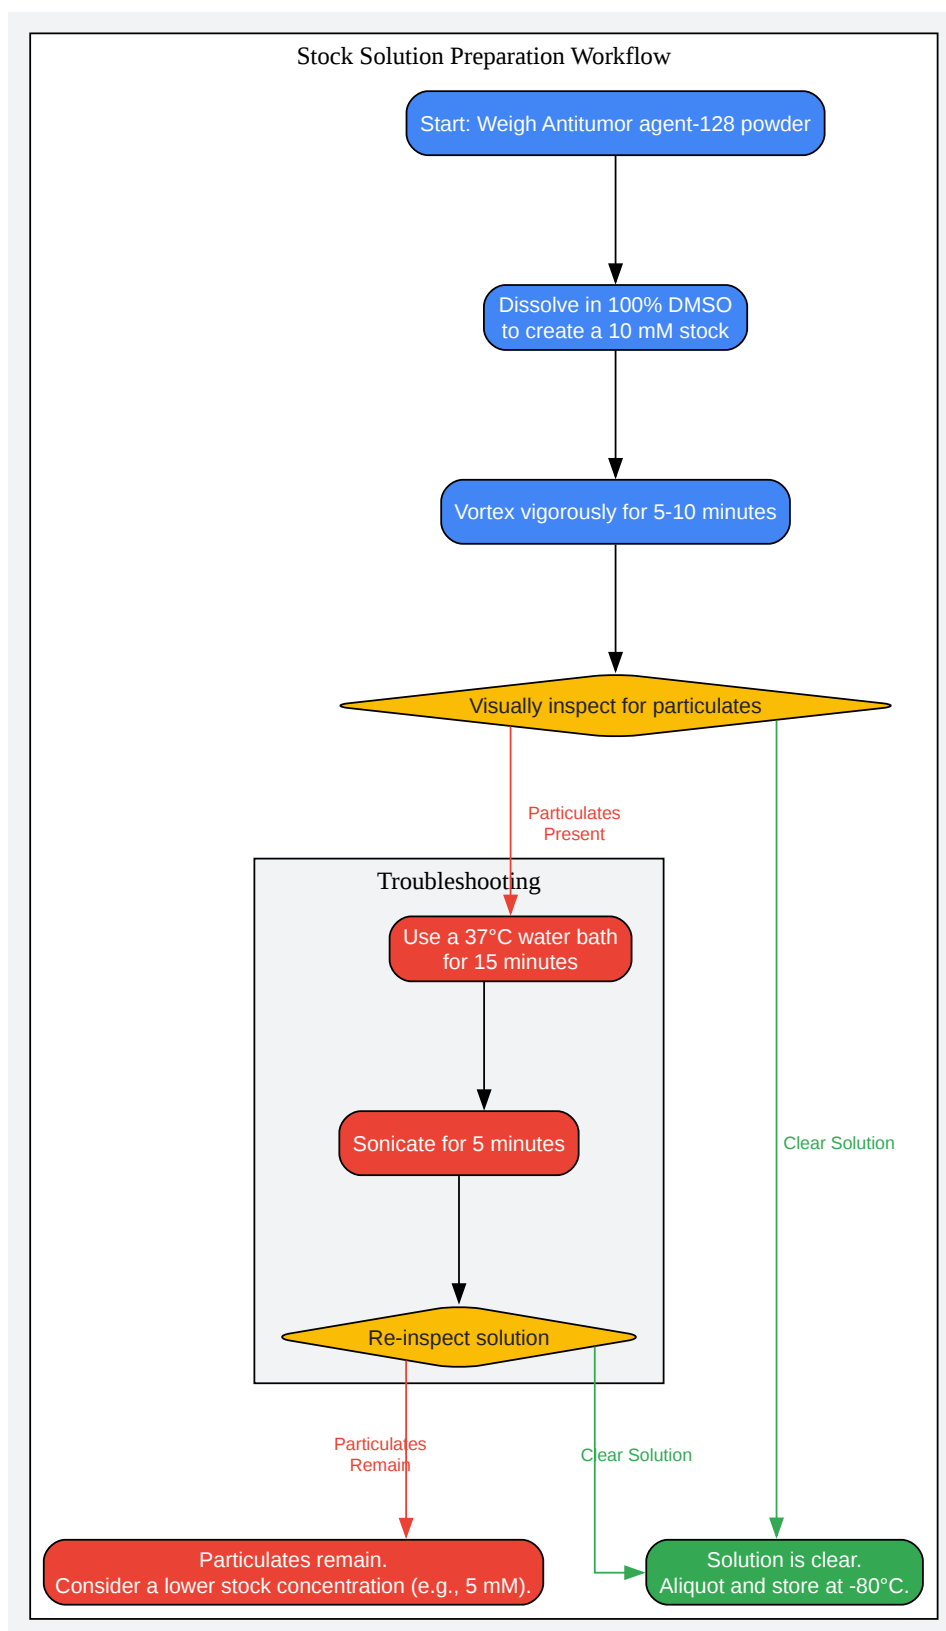 Stock Solution Preparation Workflow
Start: Weigh Antitumor agent-128 powder
Dissolve in 100% DMSO
to create a 10 mM stock
Vortex vigorously for 5-10 minutes
Visually inspect for particulates
Particulates
Present
Troubleshooting
Use a 37°C water bath
for 15 minutes
Sonicate for 5 minutes
Clear Solution
Re-inspect solution
Particulates
Remain
Clear Solution
Particulates remain.
Consider a lower stock concentration (e.g., 5 mM).
Solution is clear.
Aliquot and store at -80°C.